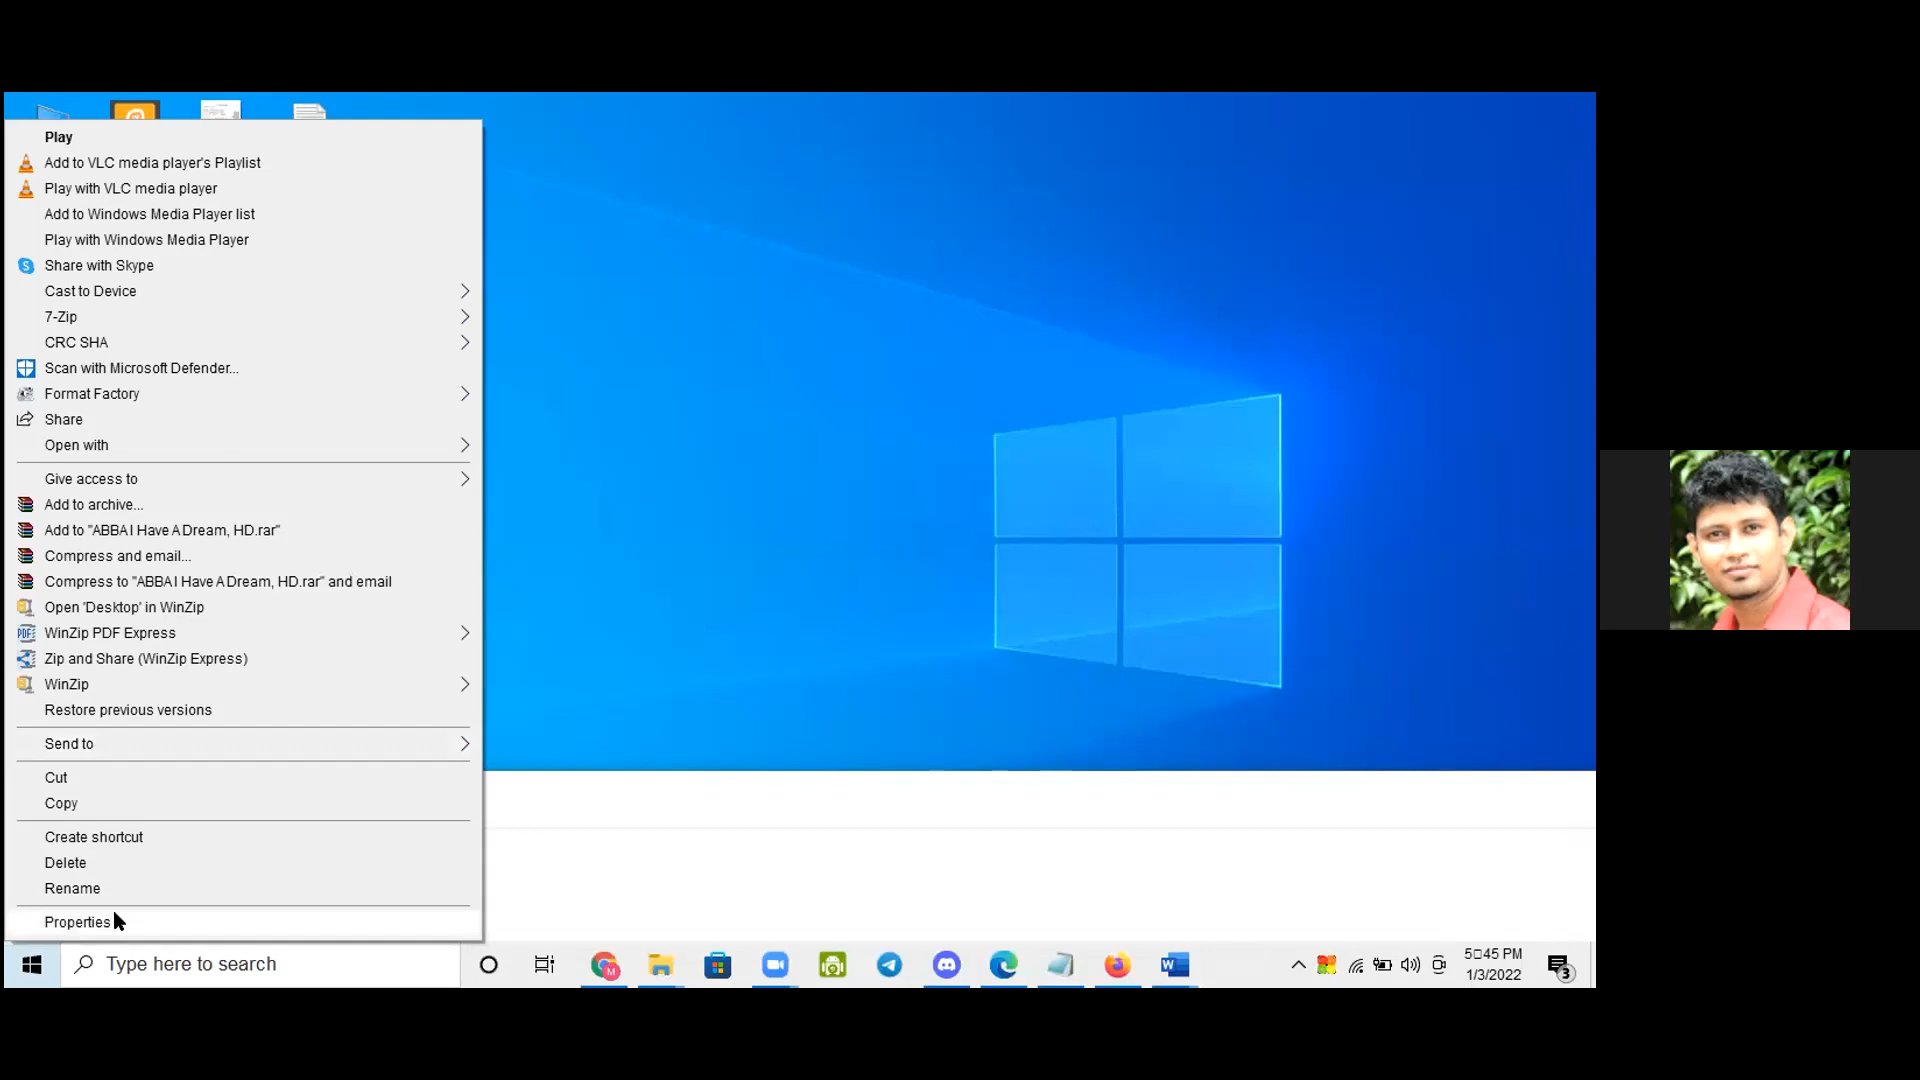 Play
Add to VLC media player's Playlist
Play with VLC media player
Add to Windows Media Player list
Play with Windows Media Player
S Share with Skype
Cast to Device
7-Zip
CRC SHA
Scan with Microsoft Defender...
Format Factory
Share
Open with
Give access to
Add to archive...
Add to "ABBA I Have A Dream, HD.rar"
Compress and email...
Compress to "ABBA I Have A Dream, HD.rar" and email
Open 'Desktop' in WinZip
PDF WinZip PDF Express
Zip and Share (WinZip Express)
WinZip
Restore previous versions
Send to
Cut
Copy
Create shortcut
Delete
Rename
Properties
Type here to search
M
W
5□45 PM
1/3/2022
3